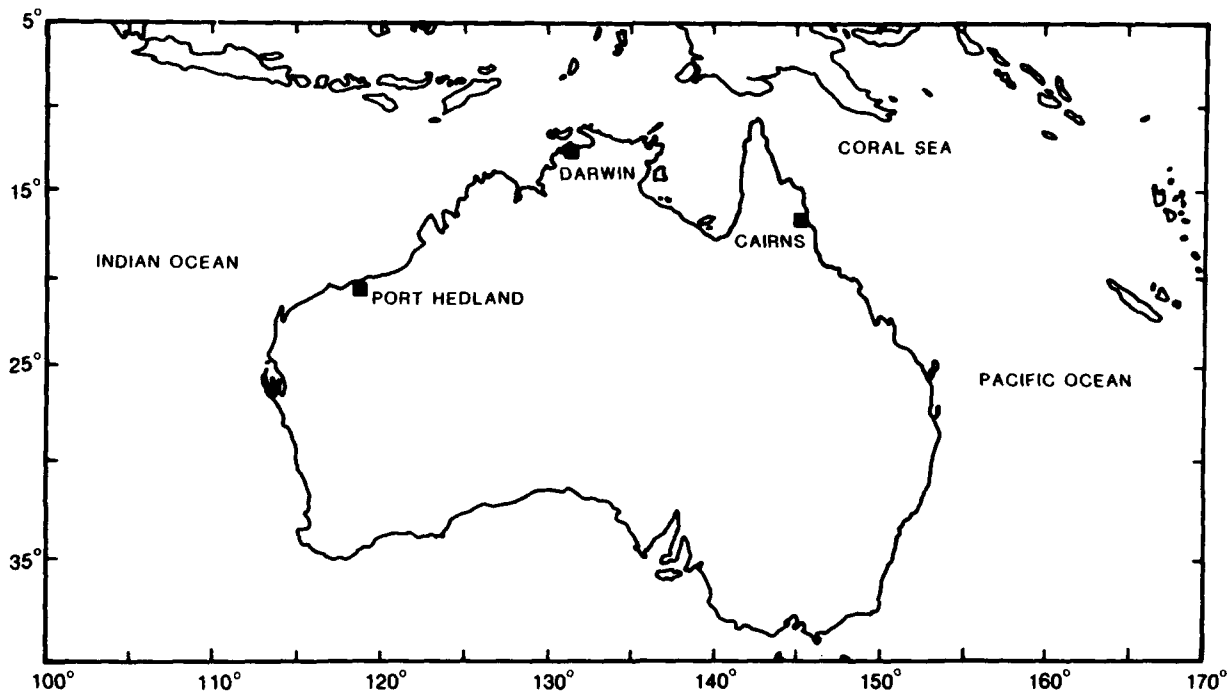 5°
CORAL SEA
DARWIN
15°
CAIRNS
INDIAN OCEAN
PORT HEDLAND
25°
PACIFIC OCEAN
35°
100° 110° 120° 130° 140° 150° 160° 170°